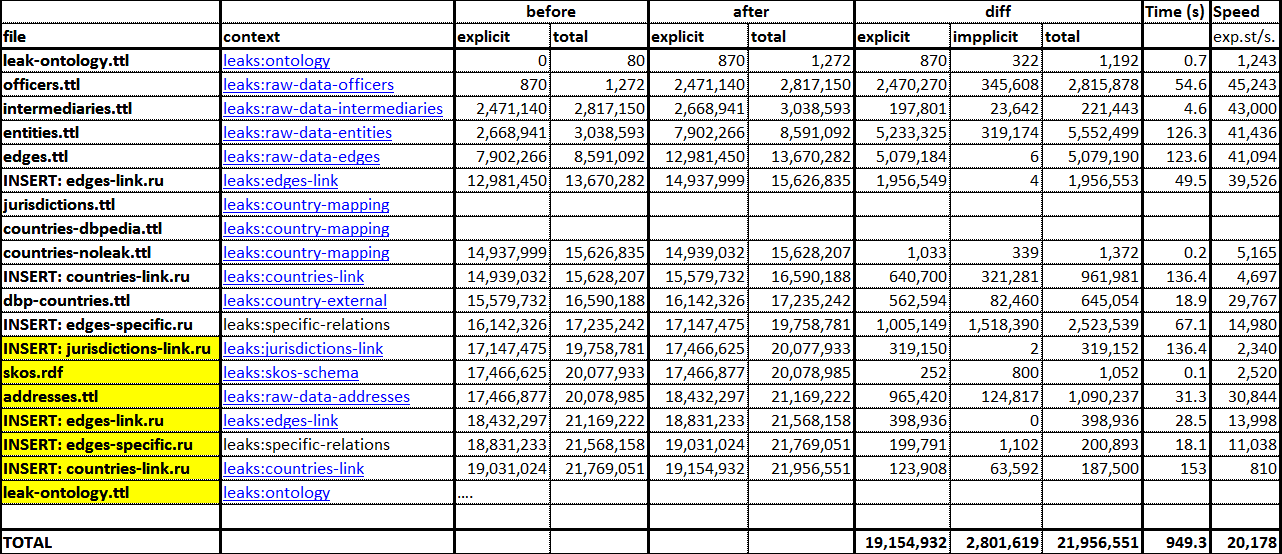 before after diff Time (s) Speed
file context explicit total explicit total explicit impplicit total exp.st/s.
leak-ontology.ttl leaks:ontology 0 80 870 1,272 870 322 1,192 0.7 1,243
officers.ttl leaks:raw-data-officers 870 1,272 2,471,140 2,817,150 2,470,270 345,608 2,815,878 54.6 45,243
intermediaries.ttl leaks:raw-data-intermediaries 2,471,140 2,817,150 2,668,941 3,038,593 197,801 23,642 221,443 4.6 43,000
entities.ttl leaks:raw-data-entities 2,668,941 3,038,593 7,902,266 8,591,092 5,233,325 319,174 5,552,499 126.3 41,436
edges.ttl leaks:raw-data-edges 7,902,266 8,591,092 12,981,450 13,670,282 5,079,184 6 5,079,190 123.6 41,094
INSERT: edges-link.ru leaks:edges-link 12,981,450 13,670,282 14,937,999 15,626,835 1,956,549 4 1,956,553 49.5 39,526
jurisdictions.ttl leaks:country-mapping
countries-dbpedia.ttl leaks:country-mapping
countries-noleak.ttl leaks:country-mapping 14,937,999 15,626,835 14,939,032 15,628,207 1,033 339 1,372 0.2 5,165
INSERT: countries-link.ru leaks:countries-link 14,939,032 15,628,207 15,579,732 16,590,188 640,700 321,281 961,981 136.4 4,697
dbp-countries.ttl leaks:country-external 15,579,732 16,590,188 16,142,326 17,235,242 562,594 82,460 645,054 18.9 29,767
INSERT: edges-specific.ru leaks:specific-relations 16,142,326 17,235,242 17,147,475 19,758,781 1,005,149 1,518,390 2,523,539 67.1 14,980
INSERT: jurisdictions-link.ru leaks:jurisdictions-link 17,147,475 19,758,781 17,466,625 20,077,933 319,150 2 319,152 136.4 2,340
skos.rdf leaks:skos-schema 17,466,625 20,077,933 17,466,877 20,078,985 252 800 1,052 0.1 2,520
addresses.ttl leaks:raw-data-addresses 17,466,877 20,078,985 18,432,297 21,169,222 965,420 124,817 1,090,237 31.3 30,844
INSERT: edges-link.ru leaks:edges-link 18,432,297 21,169,222 18,831,233 21,568,158 398,936 0 398,936 28.5 13,998
INSERT: edges-specific.ru leaks:specific-relations 18,831,233 21,568,158 19,031,024 21,769,051 199,791 1,102 200,893 18.1 11,038
INSERT: countries-link.ru leaks:countries-link 19,031,024 21,769,051 19,154,932 21,956,551 123,908 63,592 187,500 153 810
leak-ontology.ttl leaks:ontology ....
TOTAL 19,154,932 2,801,619 21,956,551 949.3 20,178